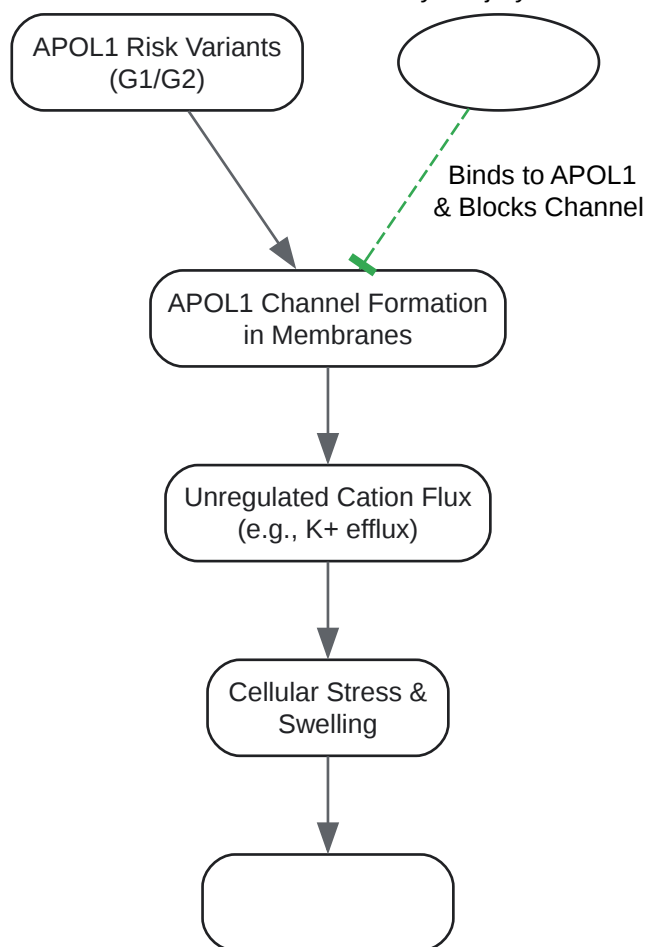 APOL1 Risk Variants
(G1/G2)
Binds to APOL1
& Blocks Channel
APOL1 Channel Formation
in Membranes
Unregulated Cation Flux
(e.g., K+ efflux)
Cellular Stress &
Swelling